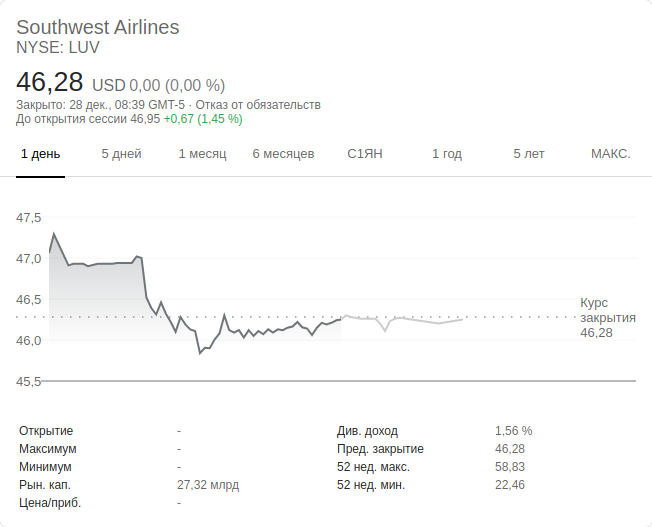 Southwest Airlines
NYSE: LUV
46,28 USD 0,00 (0,00 %)
Закрыто: 28 дек., 08:39 GMT-5 · Отказ от обязательств
До открытия сессии 46,95 +0,67 (1,45 %)
1 день 5 дней 1 месяц 6 месяцев С1ЯН 1 год 5 лет МАКС.
47,5
47,0
46,5
46,0
45,5
Курс
закрытия
46,28
Открытие - Див. доход 1,56 %
Максимум - Пред. закрытие 46,28
Минимум - 52 нед. макс. 58,83
Рын. кап. 27,32 млрд 52 нед. мин. 22,46
Цена/приб. -